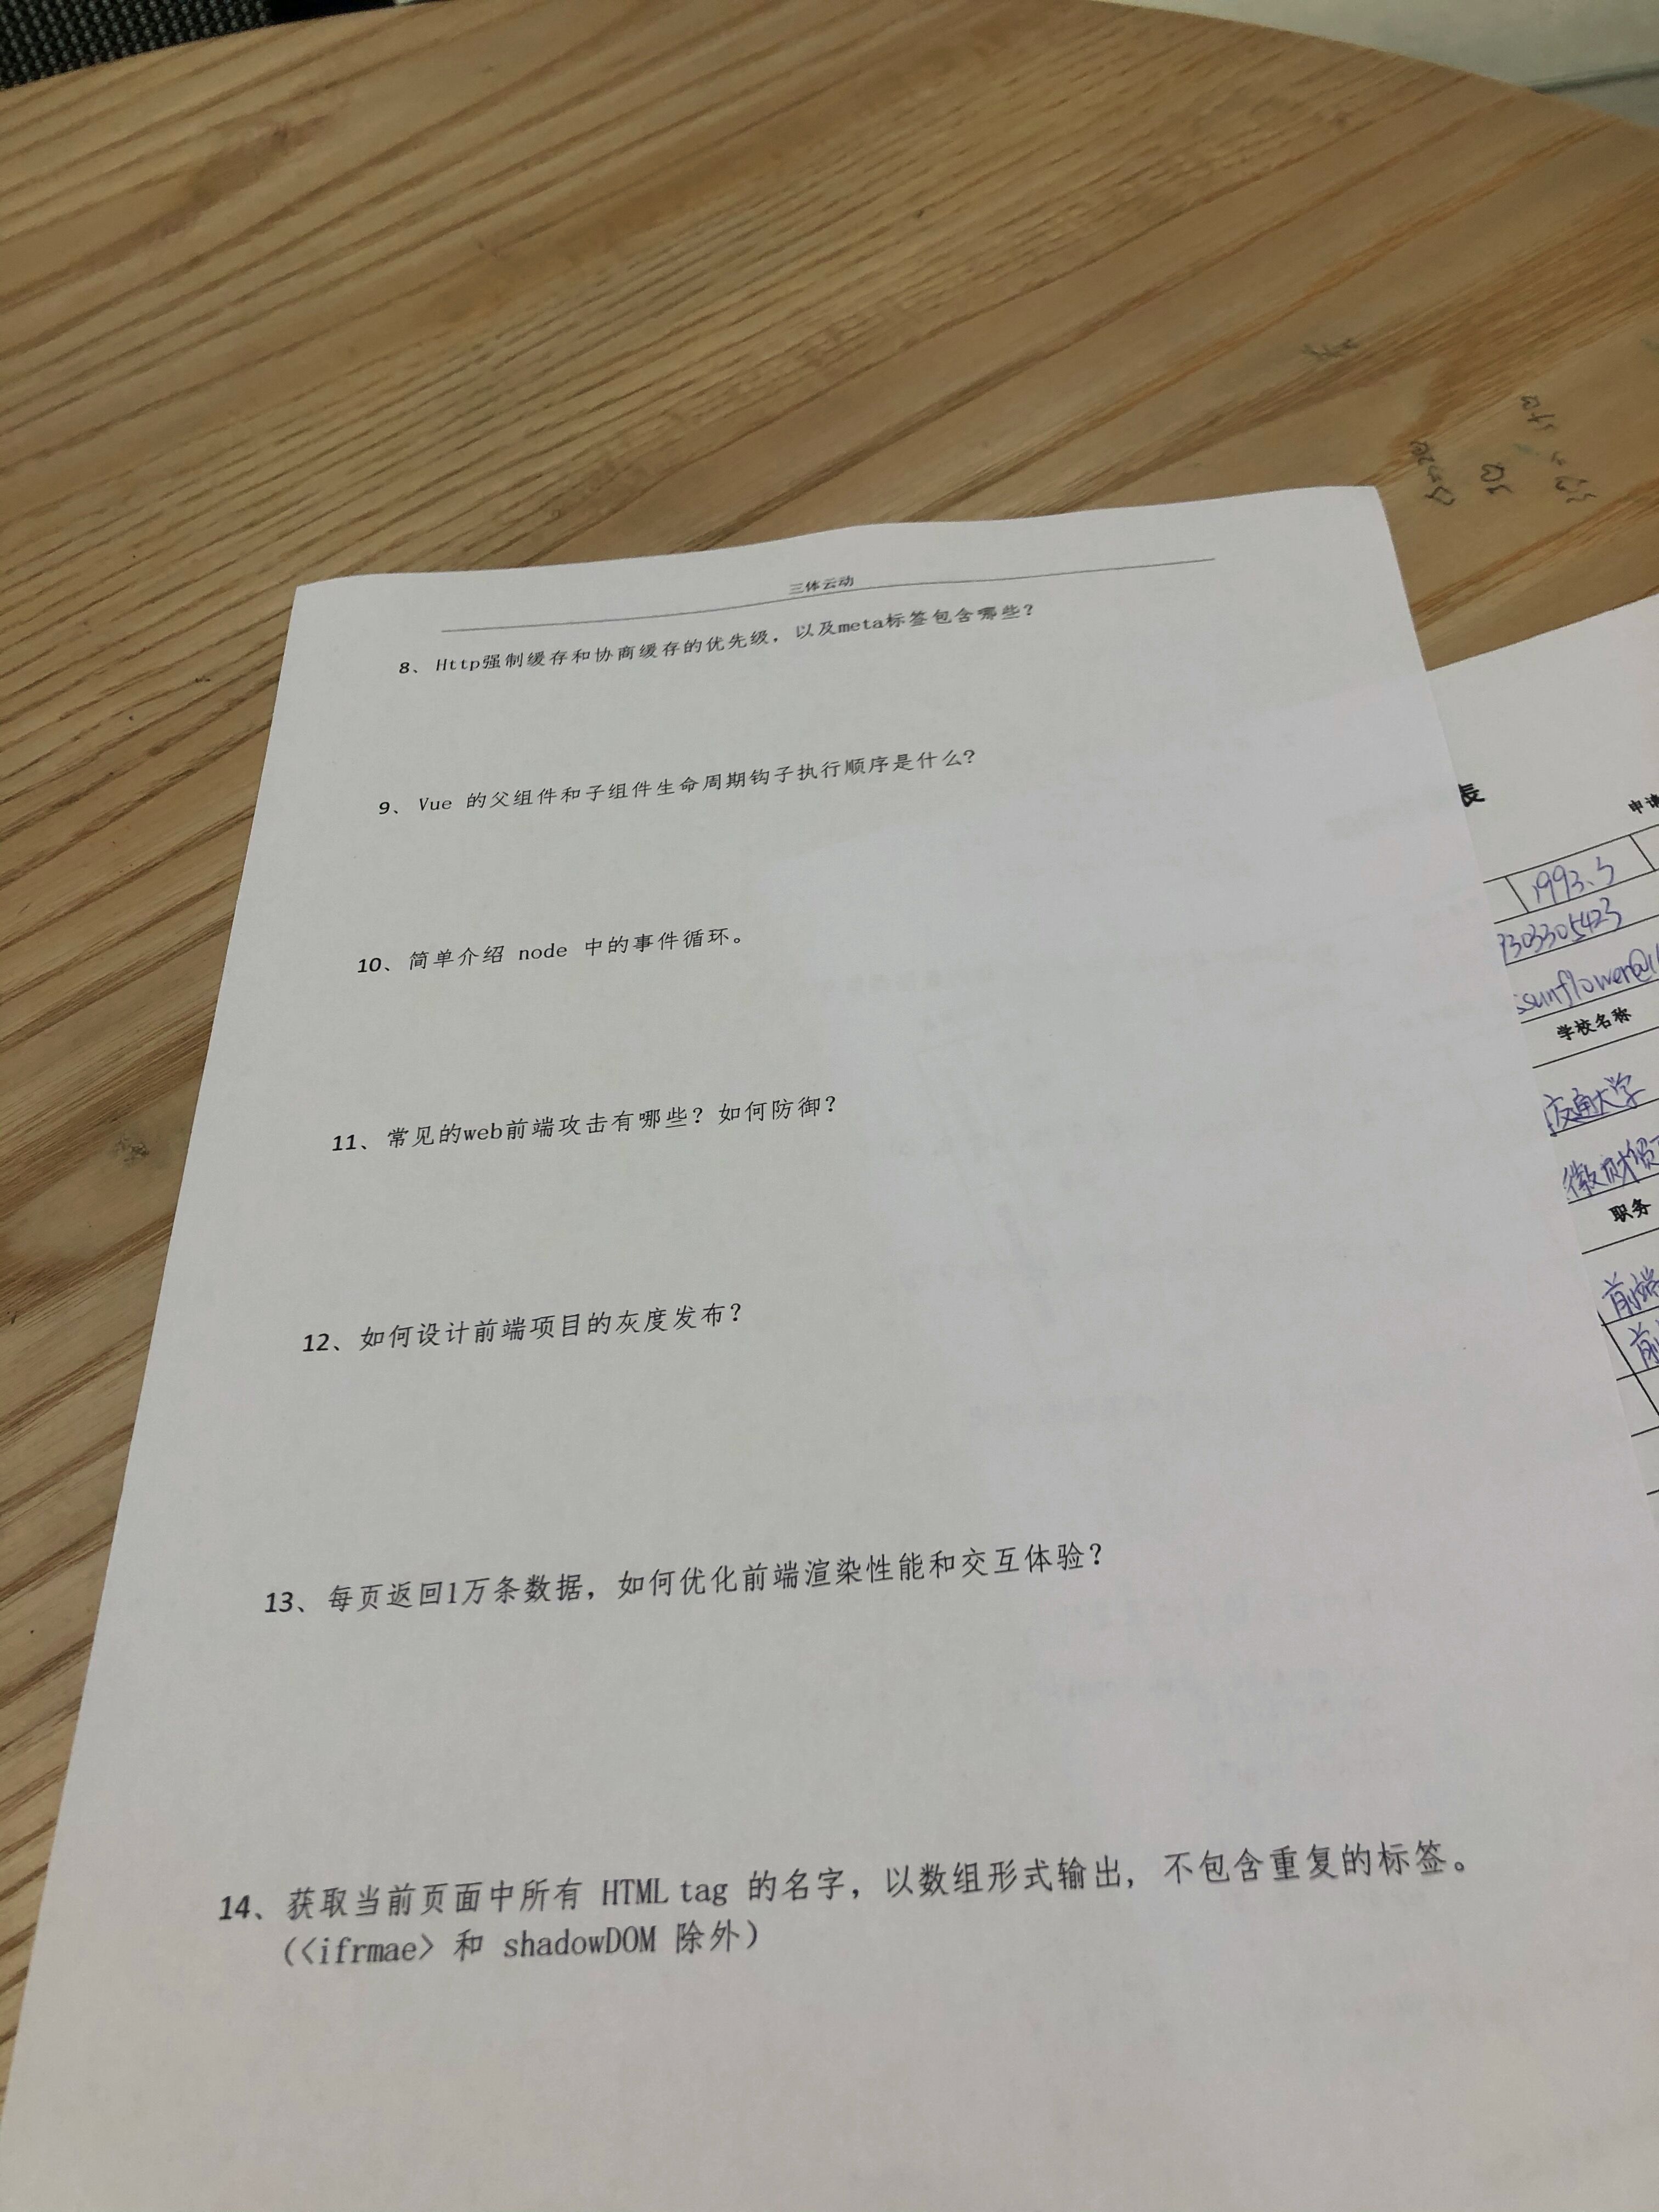 三体云动
8、Http强制缓存和协商缓存的优先级，以及meta标签包含哪些？
9、Vue 的父组件和子组件生命周期钩子执行顺序是什么？
10、简单介绍 node 中的事件循环。
11、常见的web前端攻击有哪些？如何防御？
12、如何设计前端项目的灰度发布？
13、每页返回1万条数据，如何优化前端渲染性能和交互体验？
14、获取当前页面中所有 HTML tag 的名字，以数组形式输出，不包含重复的标签。
（<ifrmae> 和 shadowDOM 除外）
表
申请
1993.5
学校名称
交通大学
徽财贸
职务
前端